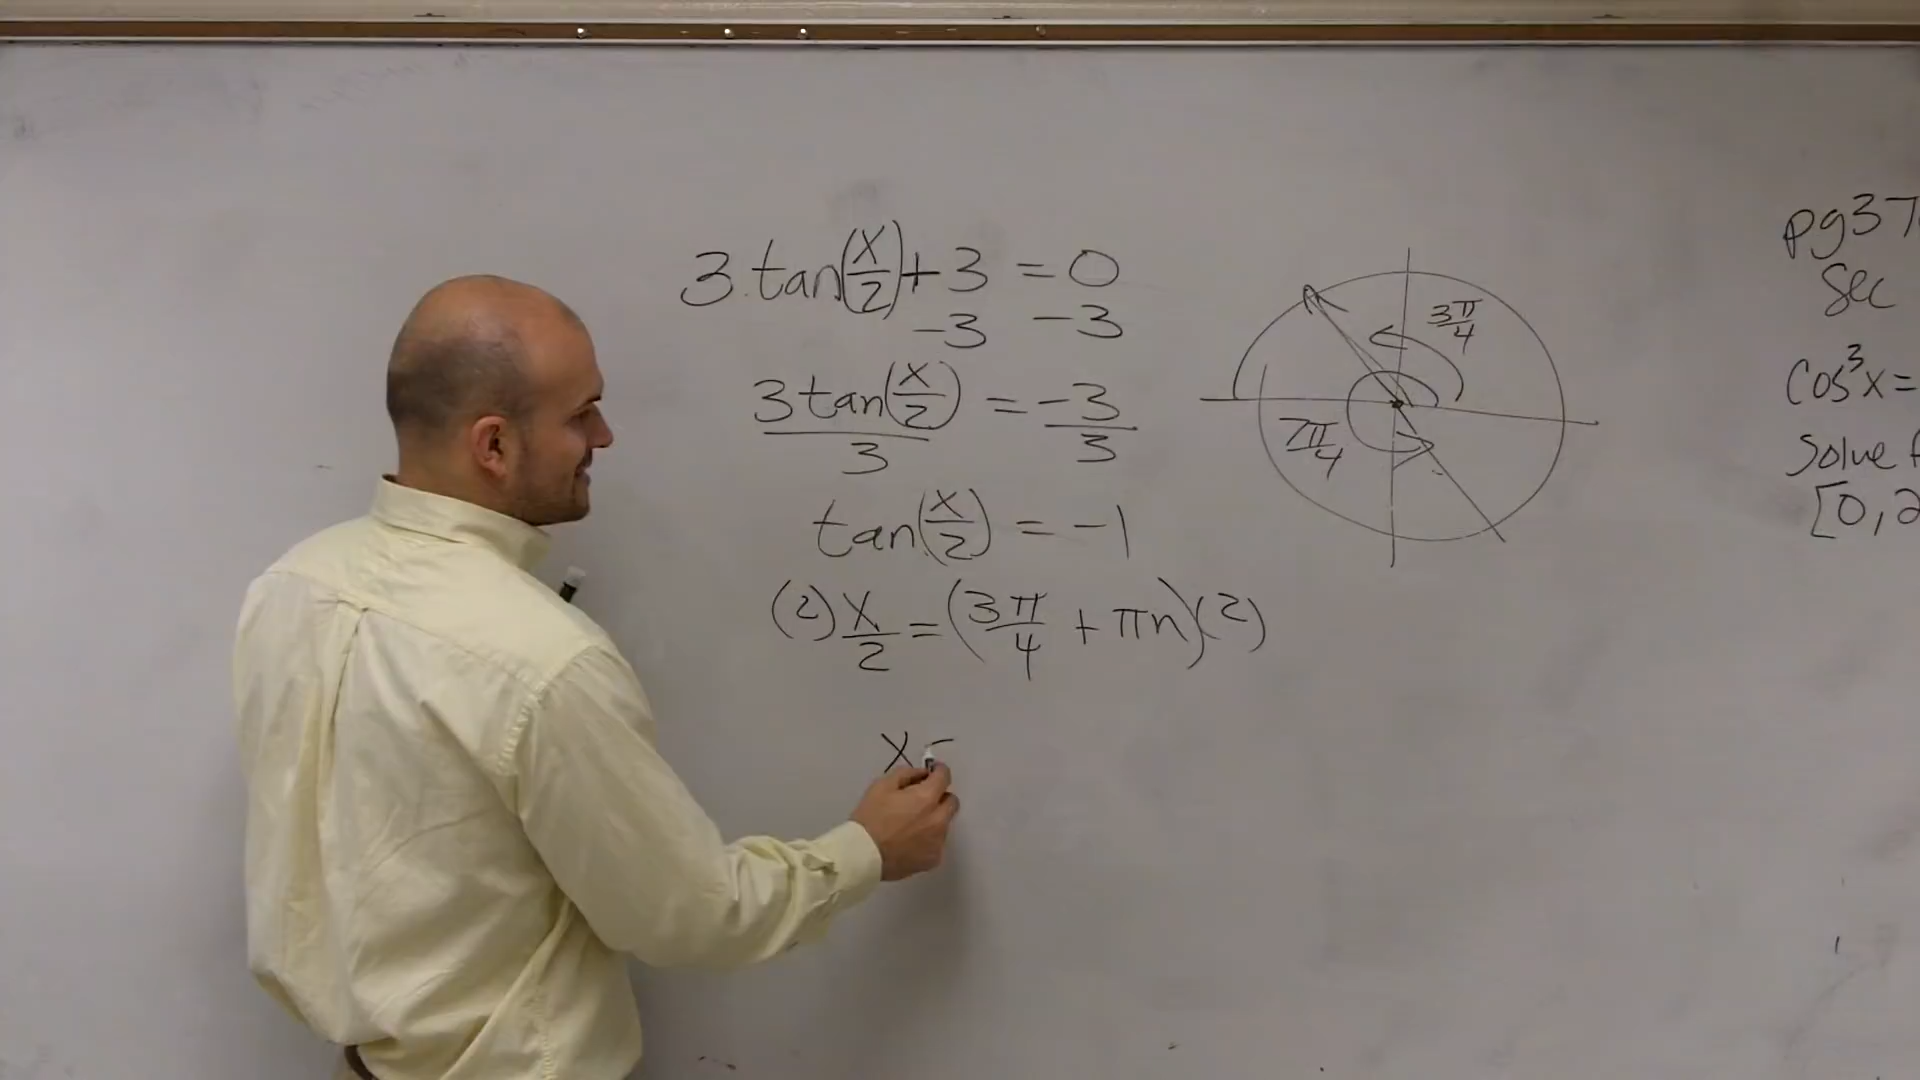 3.tan(x/2)+3 = 0
-3 -3
3tan(x/2) = -3
3 3
tan(x/2) = -1
(2)x/2 = (3π/4 + πn)(2)
x =
3π/4
7π/4
pg37
Sec
cos³x=
Solve
[0,2